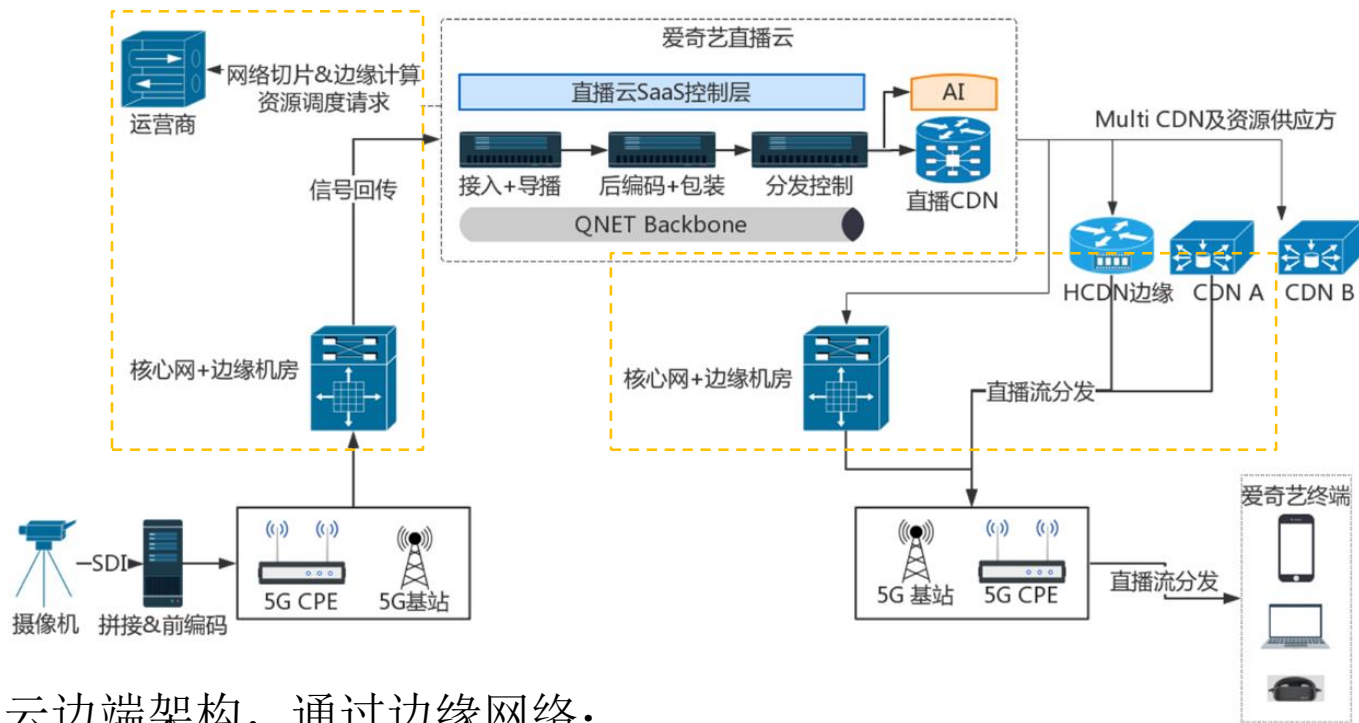 爱奇艺直播云
网络切片&边缘计算
资源调度请求
运营商
直播云SaaS控制层
AI
Multi CDN及资源供应方
接入+导播
后编码+包装
分发控制
直播CDN
信号回传
QNET Backbone
HCDN边缘
CDN A
CDN B
核心网+边缘机房
核心网+边缘机房
直播流分发
爱奇艺终端
SDI
摄像机
拼接&前编码
5G CPE
5G基站
5G 基站
5G CPE
直播流分发
云边端架构，通过边缘网络：